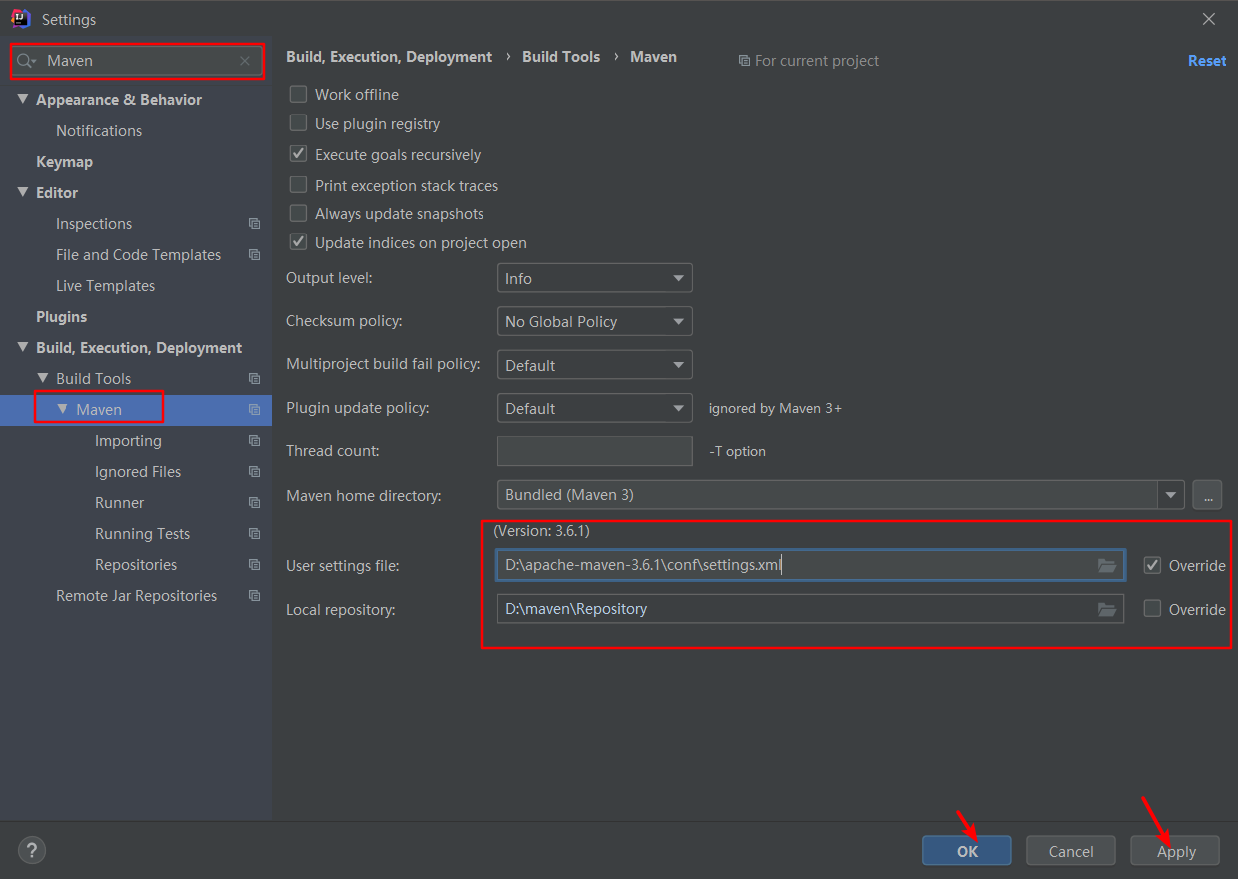 Settings
Maven
Appearance & Behavior
Notifications
Keymap
Editor
Inspections
File and Code Templates
Live Templates
Plugins
Build, Execution, Deployment
Build Tools
Maven
Importing
Ignored Files
Runner
Running Tests
Repositories
Remote Jar Repositories
Build, Execution, Deployment › Build Tools › Maven For current project Reset
Work offline
Use plugin registry
Execute goals recursively
Print exception stack traces
Always update snapshots
Update indices on project open
Output level: Info
Checksum policy: No Global Policy
Multiproject build fail policy: Default
Plugin update policy: Default ignored by Maven 3+
Thread count: -T option
Maven home directory: Bundled (Maven 3) ...
(Version: 3.6.1)
User settings file: D:\apache-maven-3.6.1\conf\settings.xml Override
Local repository: D:\maven\Repository Override
? OK Cancel Apply